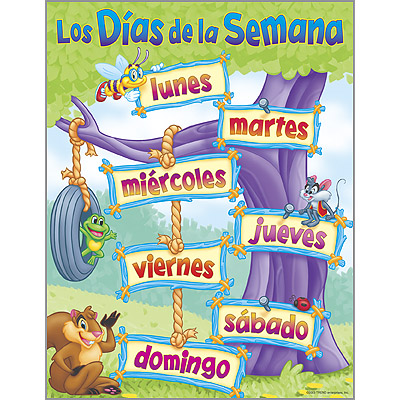 Los Días de la Semana
lunes
martes
miércoles
jueves
viernes
sábado
domingo